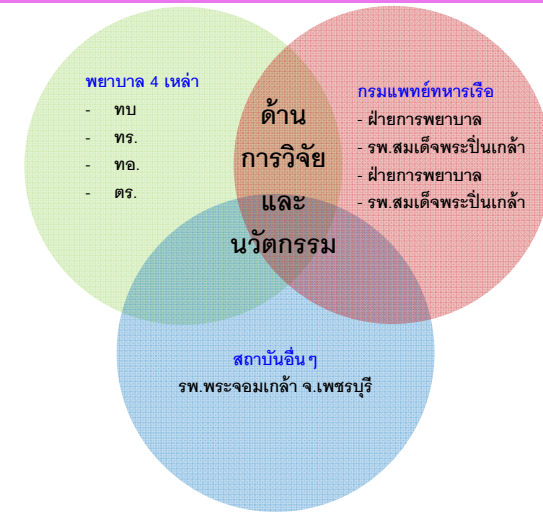 พยาบาล 4 เหล่า
- ทบ
- ทร.
- ทอ.
- ตร.
ด้าน
การวิจัย
และ
นวัตกรรม
กรมแพทย์ทหารเรือ
- ฝ่ายการพยาบาล
- รพ.สมเด็จพระปิ่นเกล้า
- ฝ่ายการพยาบาล
- รพ.สมเด็จพระปิ่นเกล้า
สถาบันอื่น ๆ
รพ.พระจอมเกล้า จ.เพชรบุรี